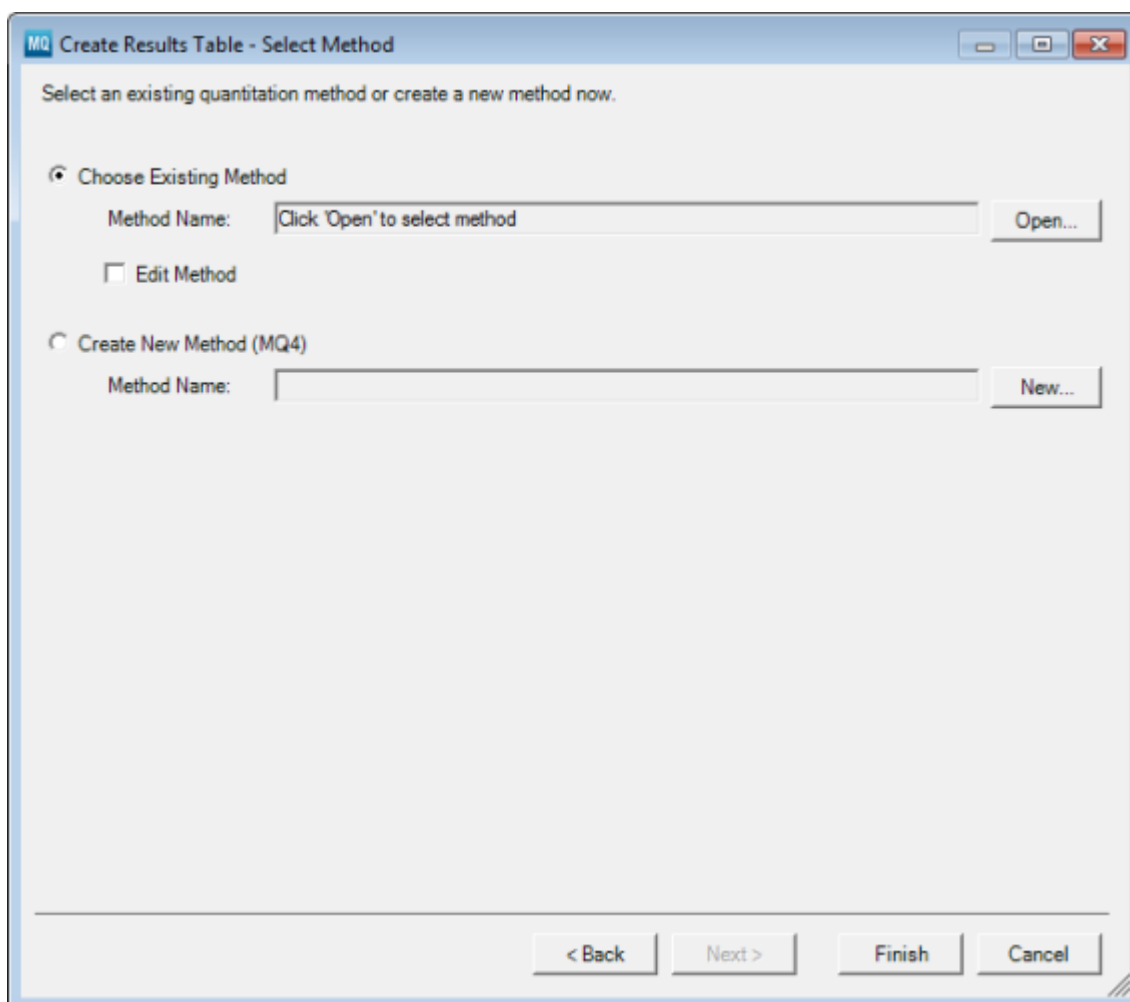 MQ Create Results Table - Select Method
Select an existing quantitation method or create a new method now.
Choose Existing Method
Method Name: Click 'Open' to select method Open...
Edit Method
Create New Method (MQ4)
Method Name: New...
< Back Next > Finish Cancel